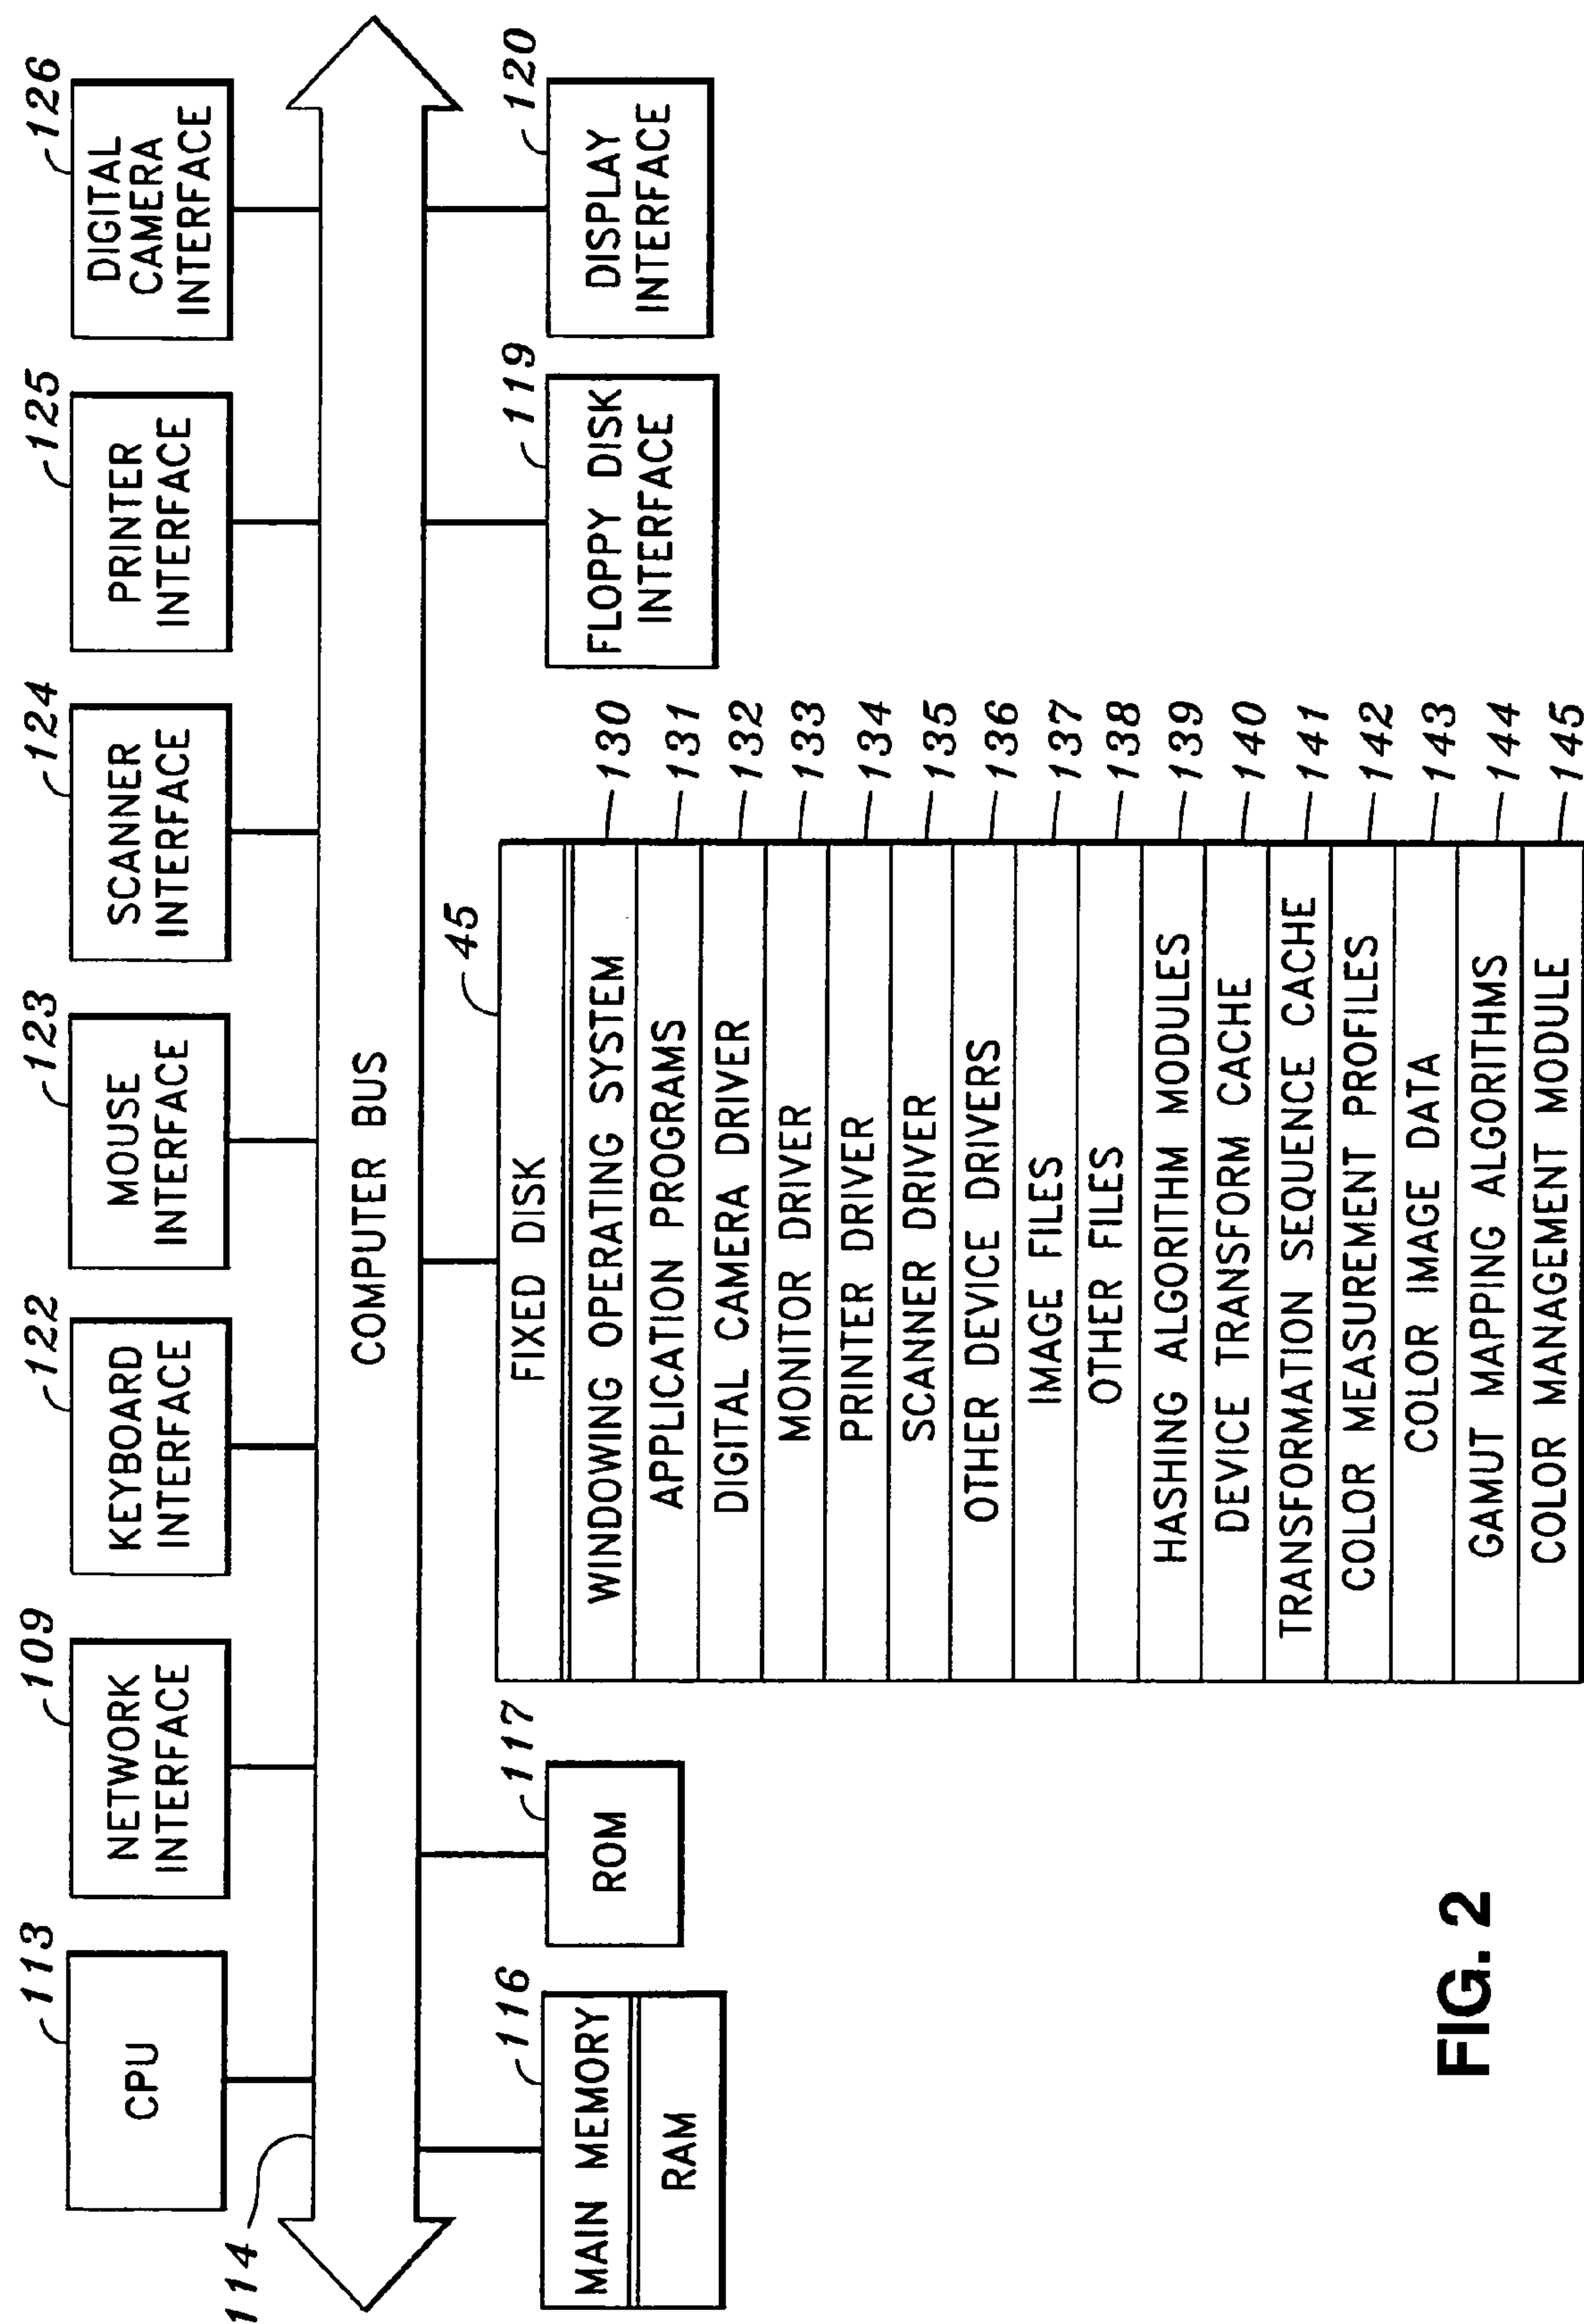 113
CPU
109
NETWORK
INTERFACE
122
KEYBOARD
INTERFACE
123
MOUSE
INTERFACE
124
SCANNER
INTERFACE
125
PRINTER
INTERFACE
126
DIGITAL
CAMERA
INTERFACE
114
COMPUTER BUS
116
MAIN MEMORY
RAM
117
ROM
45
FIXED DISK
WINDOWING OPERATING SYSTEM 130
APPLICATION PROGRAMS 131
DIGITAL CAMERA DRIVER 132
MONITOR DRIVER 133
PRINTER DRIVER 134
SCANNER DRIVER 135
OTHER DEVICE DRIVERS 136
IMAGE FILES 137
OTHER FILES 138
HASHING ALGORITHM MODULES 139
DEVICE TRANSFORM CACHE 140
TRANSFORMATION SEQUENCE CACHE 141
COLOR MEASUREMENT PROFILES 142
COLOR IMAGE DATA 143
GAMUT MAPPING ALGORITHMS 144
COLOR MANAGEMENT MODULE 145
119
FLOPPY DISK
INTERFACE
120
DISPLAY
INTERFACE
FIG. 2